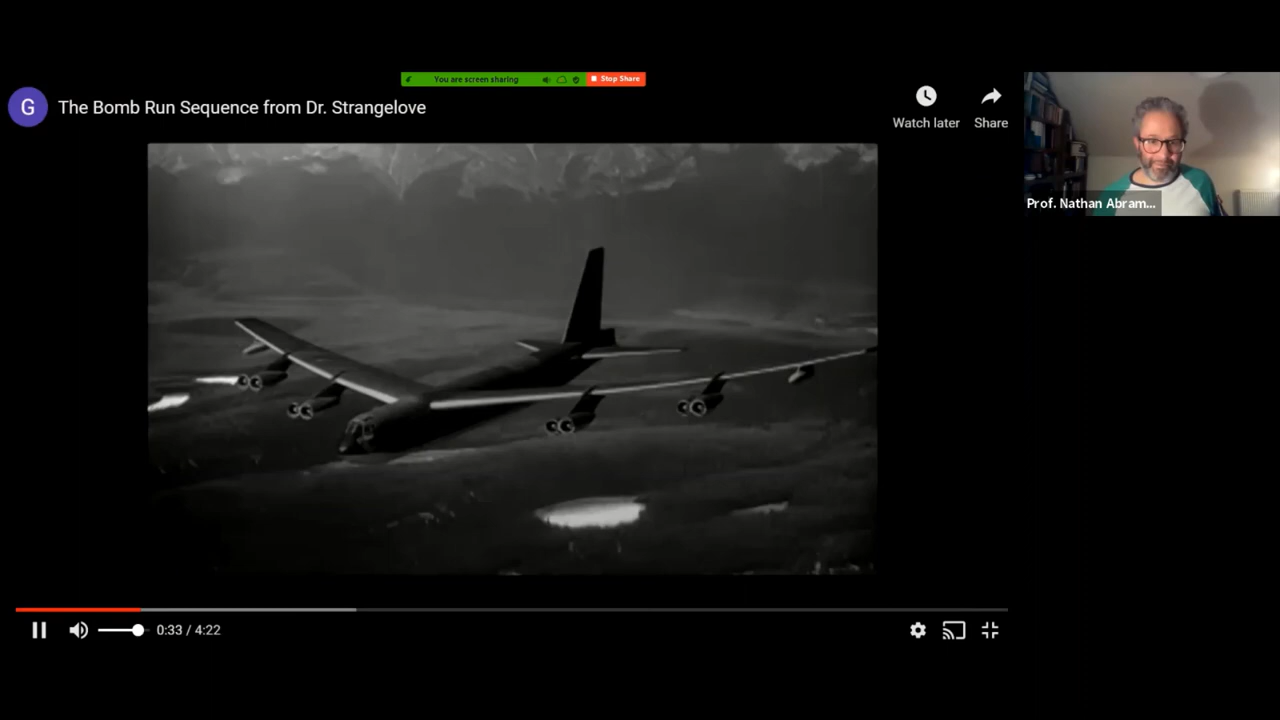 You are screen sharing
Stop Share
G
The Bomb Run Sequence from Dr. Strangelove
Watch later
Share
Prof. Nathan Abram...
0:33 / 4:22